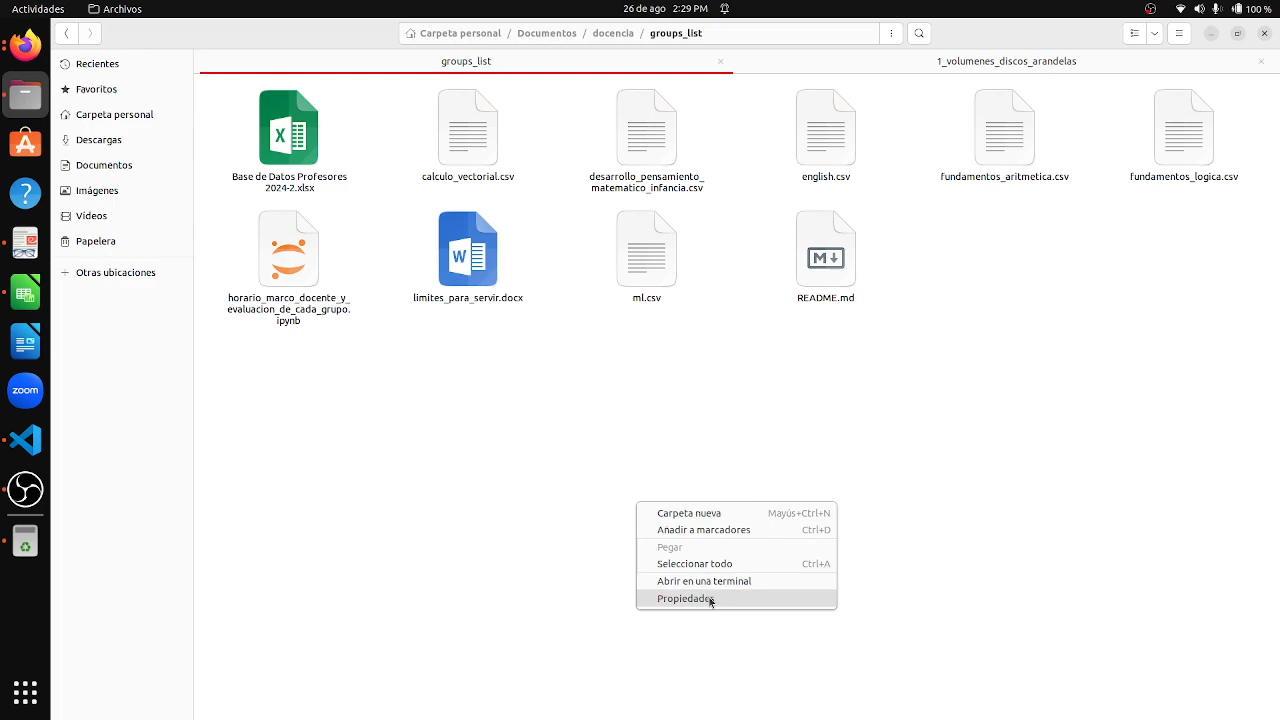 Actividades
Archivos
26 de ago 2:29 PM
100 %
Carpeta personal / Documentos / docencia / groups_list
groups_list
1_volumenes_discos_arandelas
Recientes
Favoritos
Carpeta personal
Descargas
Documentos
Imágenes
Vídeos
Papelera
Otras ubicaciones
Base de Datos Profesores
2024-2.xlsx
calculo_vectorial.csv
desarrollo_pensamiento_
matematico_infancia.csv
english.csv
fundamentos_aritmetica.csv
fundamentos_logica.csv
horario_marco_docente_y_
evaluacion_de_cada_grupo.
ipynb
limites_para_servir.docx
ml.csv
README.md
Carpeta nueva Mayús+Ctrl+N
Añadir a marcadores Ctrl+D
Pegar
Seleccionar todo Ctrl+A
Abrir en una terminal
Propiedades
zoom
X
W
M
A
?